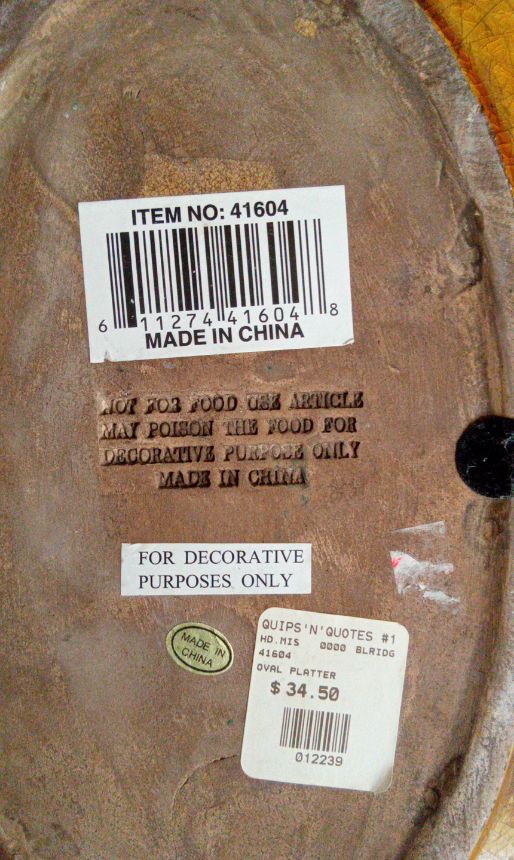 ITEM NO: 41604
6 11274 41604 8
MADE IN CHINA
NOT FOR FOOD USE ARTICLE
MAY POISON THE FOOD FOR
DECORATIVE PURPOSE ONLY
MADE IN CHINA
FOR DECORATIVE
PURPOSES ONLY
MADE IN
CHINA
QUIPS'N'QUOTES #1
HD.MIS 0000 BLRIDG
41604
OVAL PLATTER
$34.50
012239